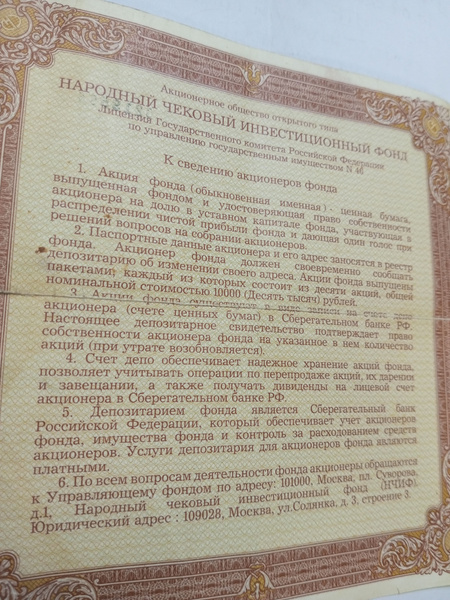 Акционерное общество открытого типа
НАРОДНЫЙ ЧЕКОВЫЙ ИНВЕСТИЦИОННЫЙ ФОНД
Лицензия Государственного комитета Российской Федерации
по управлению государственным имуществом N 46
К сведению акционеров фонда
1. Акция фонда (обыкновенная именная) - ценная бумага,
выпущенная фондом и удостоверяющая право собственности
акционера на долю в уставном капитале фонда, участвующая в
распределении чистой прибыли фонда и дающая один голос при
решении вопросов на собрании акционеров.
2. Паспортные данные акционера и его адрес заносятся в реестр
фонда. Акционер фонда должен своевременно сообщать
депозитарию об изменении своего адреса. Акции фонда выпущены
пакетами, каждый из которых состоит из десяти акций, общей
номинальной стоимостью 10000 (Десять тысяч) рублей.
3. Акции фонда существуют в виде записи на счете депо
акционера (счете ценных бумаг) в Сберегательном банке РФ.
Настоящее депозитарное свидетельство подтверждает право
собственности акционера фонда на указанное в нем количество
акций (при утрате возобновляется).
4. Счет депо обеспечивает надежное хранение акций фонда,
позволяет учитывать операции по перепродаже акций, их дарении
и завещании, а также получать дивиденды на лицевой счет
акционера в Сберегательном банке РФ.
5. Депозитарием фонда является Сберегательный банк
Российской Федерации, который обеспечивает учет акционеров
фонда, имущества фонда и контроль за расходованием средств
акционеров. Услуги депозитария для акционеров фонда являются
платными.
6. По всем вопросам деятельности фонда акционеры обращаются
к Управляющему фондом по адресу: 101000, Москва, пл. Суворова,
д.1, Народный чековый инвестиционный фонд (НЧИФ).
Юридический адрес : 109028, Москва, ул.Солянка, д. 3, строение 3.